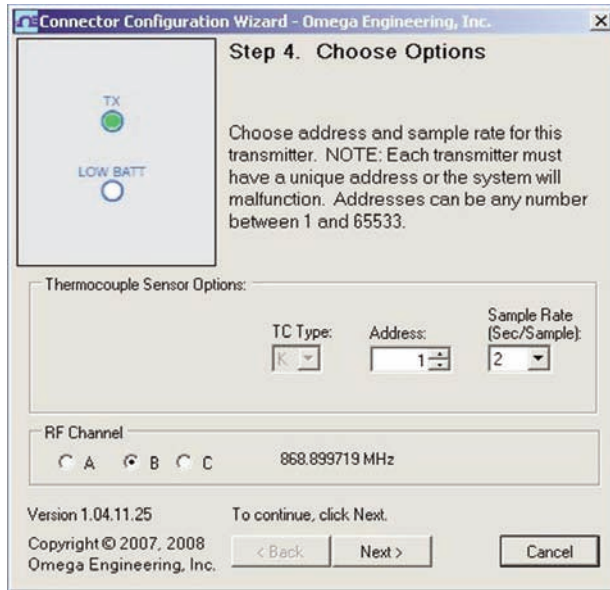 Connector Configuration Wizard - Omega Engineering, Inc.
Step 4. Choose Options
TX
LOW BATT
Choose address and sample rate for this
transmitter. NOTE: Each transmitter must
have a unique address or the system will
malfunction. Addresses can be any number
between 1 and 65533.
Thermocouple Sensor Options:
TC Type: Address: Sample Rate (Sec/Sample):
K 1 2
RF Channel
A B C 868.899719 MHz
Version 1.04.11.25 To continue, click Next.
Copyright © 2007, 2008
Omega Engineering, Inc.
< Back Next > Cancel